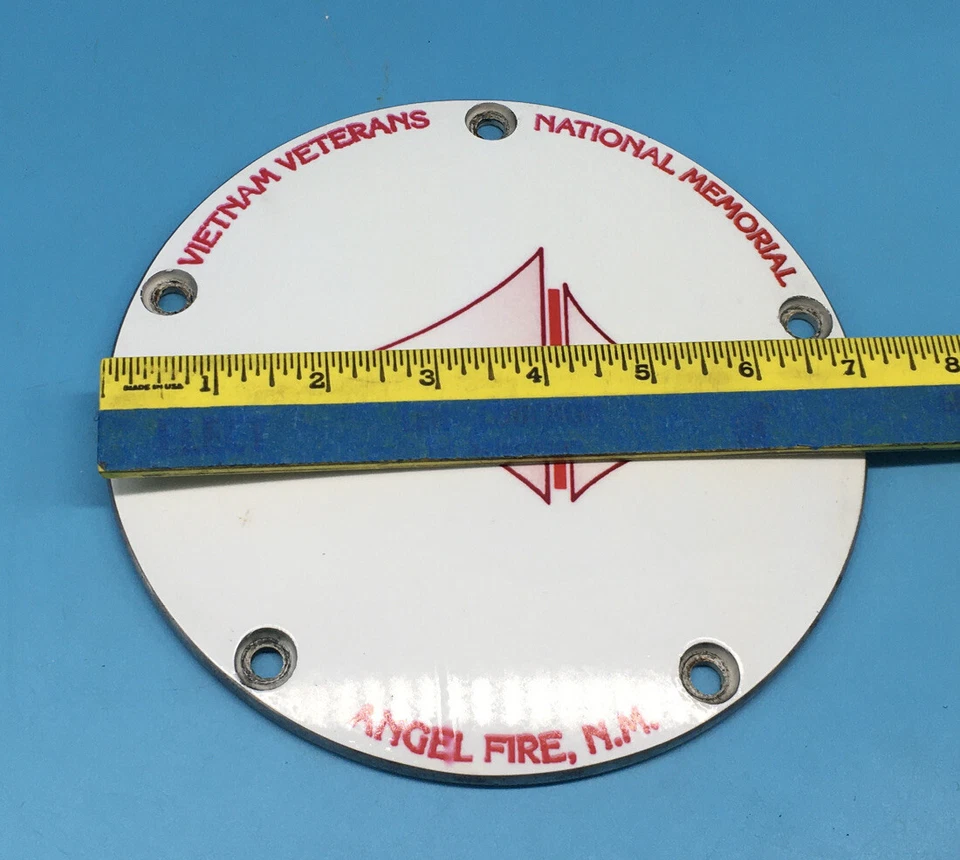 VIETNAM VETERANS
NATIONAL MEMORIAL
1 2 3 4 5 6 7 8
MADE IN USA
ANGEL FIRE, N.M.